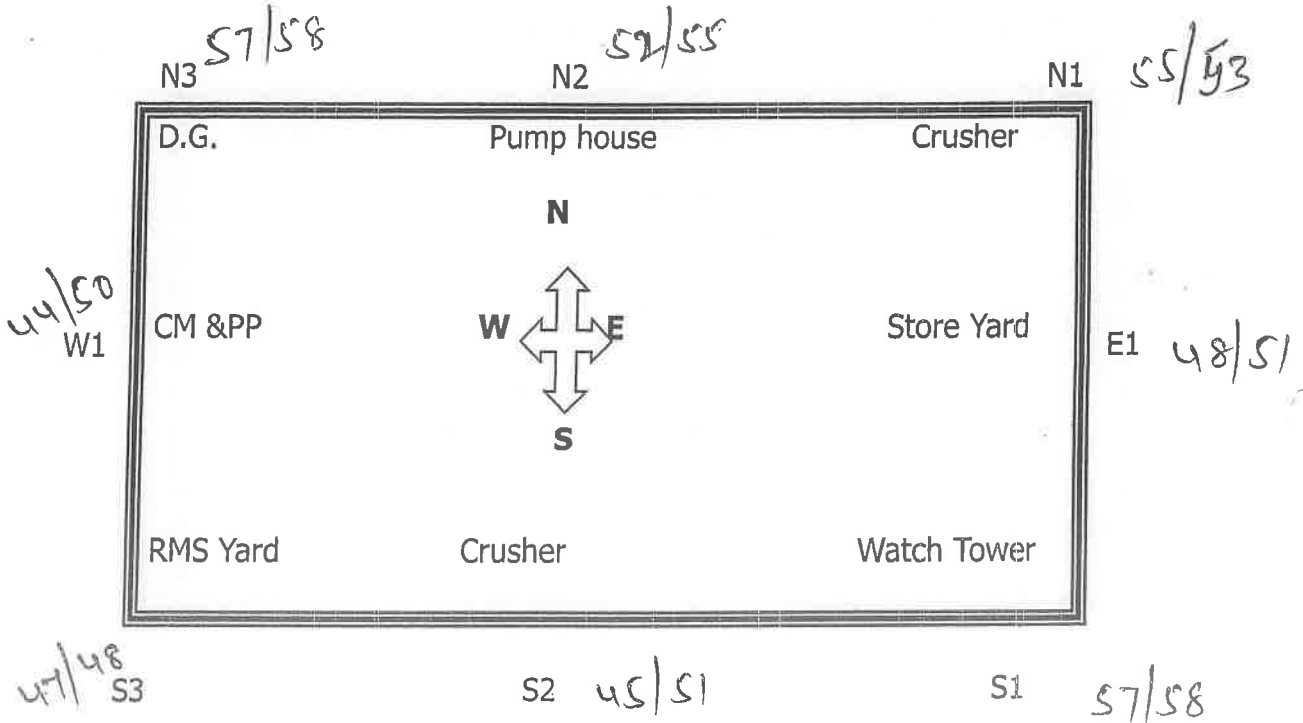 57/58
N3
52/55
N2
N1
55/53
D.G.
Pump house
Crusher
N
44/50
W1
CM &PP
W
E
Store Yard
E1
48/51
S
RMS Yard
Crusher
Watch Tower
47/48
S3
S2
45/51
S1
57/58